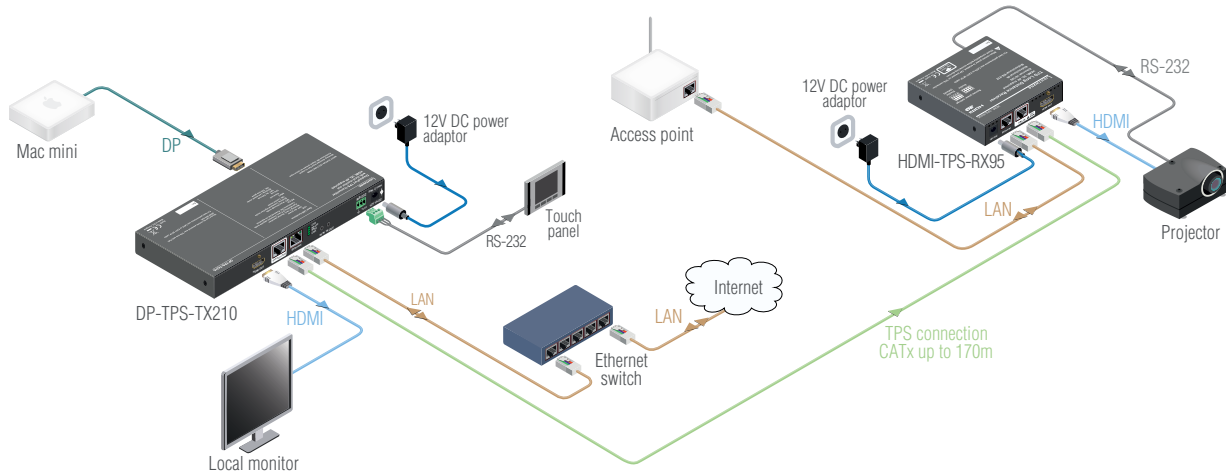 Mac mini
DP
12V DC power
adaptor
Touch
panel
RS-232
DP-TPS-TX210
HDMI
LAN
Local monitor
Ethernet
switch
LAN
Internet
Access point
12V DC power
adaptor
HDMI-TPS-RX95
RS-232
HDMI
LAN
Projector
TPS connection
CATx up to 170m